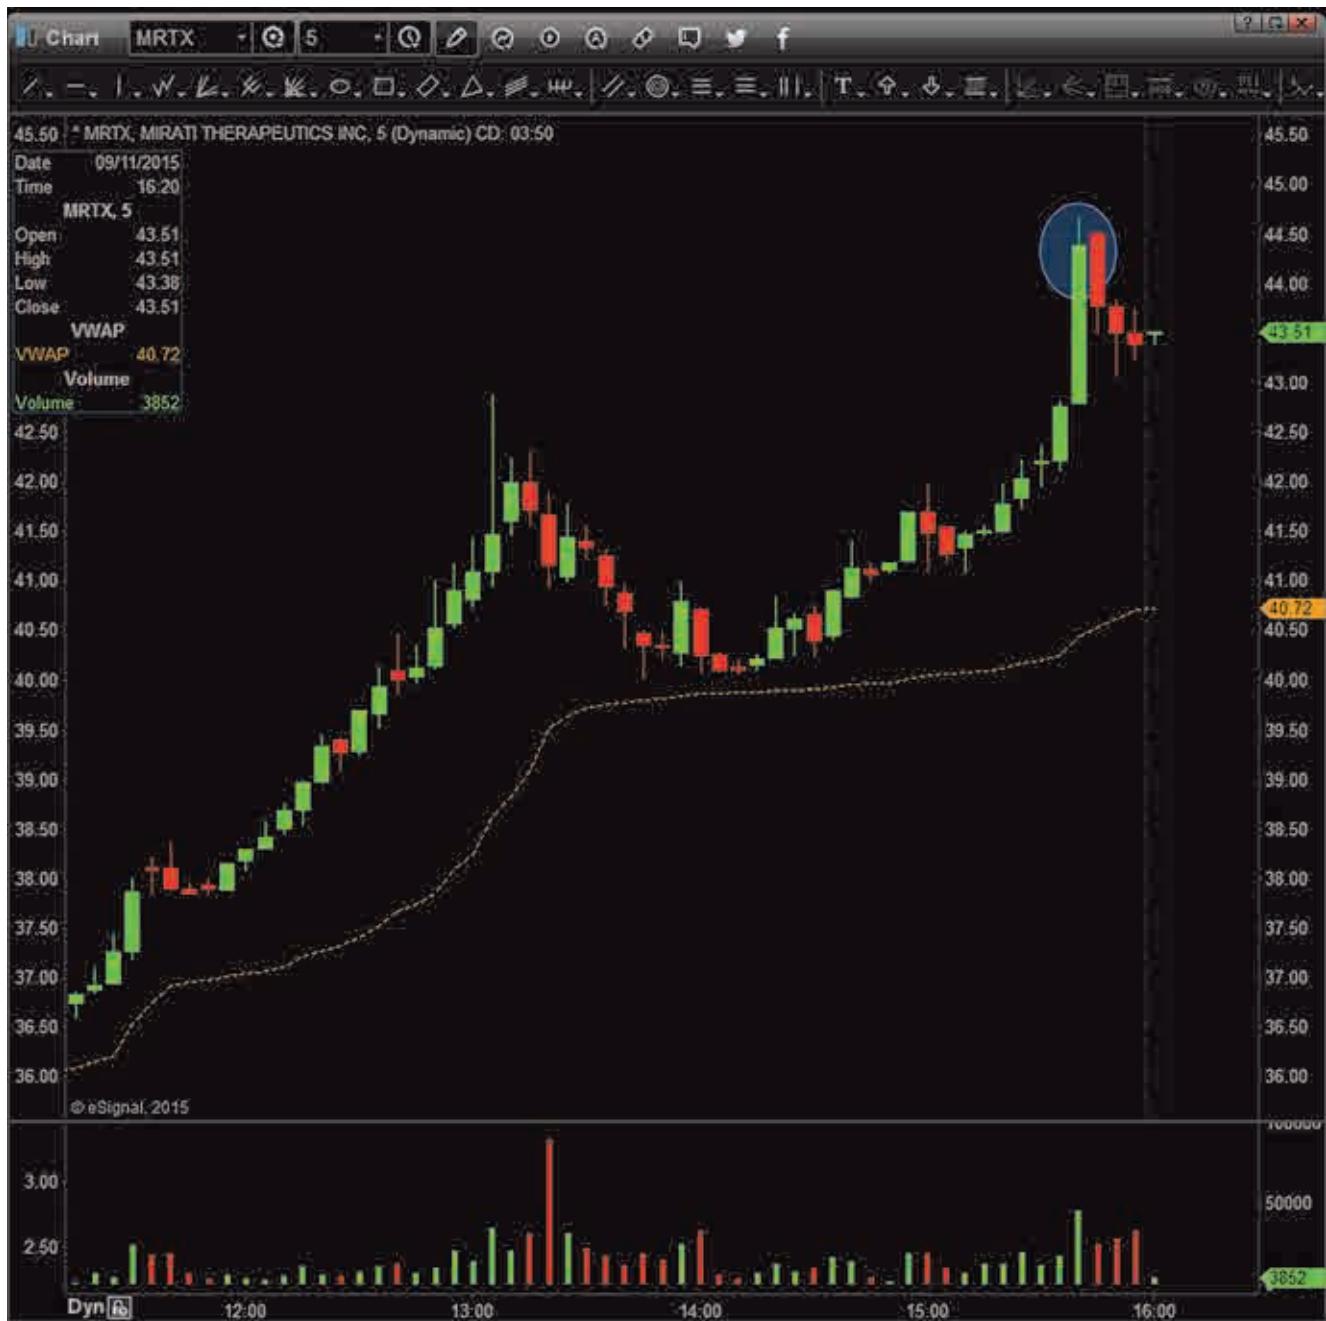 Chart MRTX 5
T
45.50 * MRTX, MIRATI THERAPEUTICS INC, 5 (Dynamic) CD: 03:50 45.50
Date 09/11/2015
Time 16:20
MRTX, 5
Open 43.51
High 43.51
Low 43.38
Close 43.51
VWAP
VWAP 40.72
Volume
Volume 3852
45.00
44.50
44.00
43.51
43.00
42.50 42.50
42.00 42.00
41.50 41.50
41.00 41.00
40.72
40.50 40.50
40.00 40.00
39.50 39.50
39.00 39.00
38.50 38.50
38.00 38.00
37.50 37.50
37.00 37.00
36.50 36.50
36.00 36.00
© eSignal, 2015
100000
3.00 50000
2.50
3852
Dyn 12:00 13:00 14:00 15:00 16:00